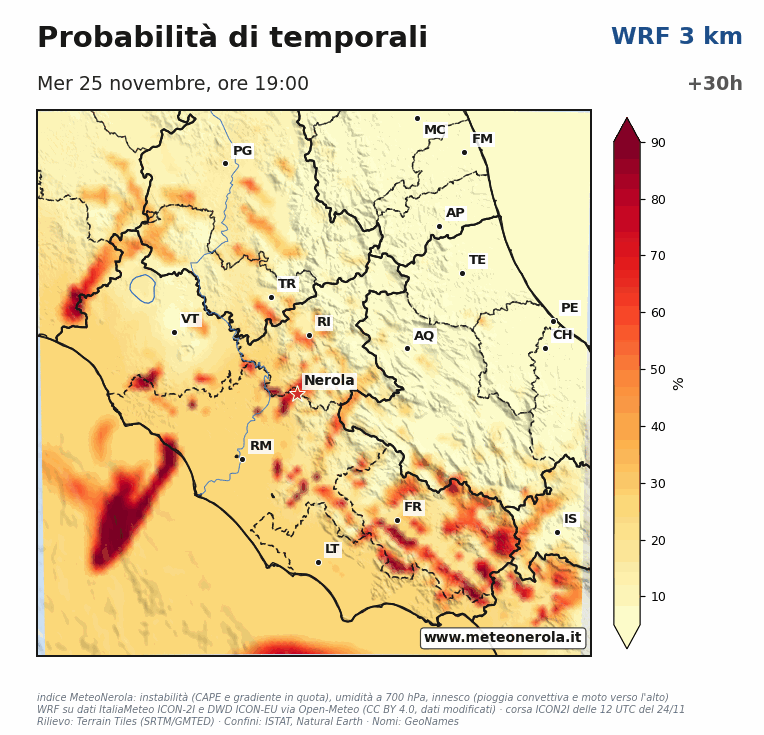 Probabilità di temporali
WRF 3 km
Mer 25 novembre, ore 19:00
+30h
MC
FM
PG
AP
TE
TR
PE
VT
RI
AQ
CH
Nerola
RM
FR
IS
LT
www.meteonerola.it
90
80
70
60
50
40
30
20
10
%
indice MeteoNerola: instabilità (CAPE e gradiente in quota), umidità a 700 hPa, innesco (pioggia convettiva e moto verso l'alto)
WRF su dati ItaliaMeteo ICON-2I e DWD ICON-EU via Open-Meteo (CC BY 4.0, dati modificati) · corsa ICON2I delle 12 UTC del 24/11
Rilievo: Terrain Tiles (SRTM/GMTED) · Confini: ISTAT, Natural Earth · Nomi: GeoNames